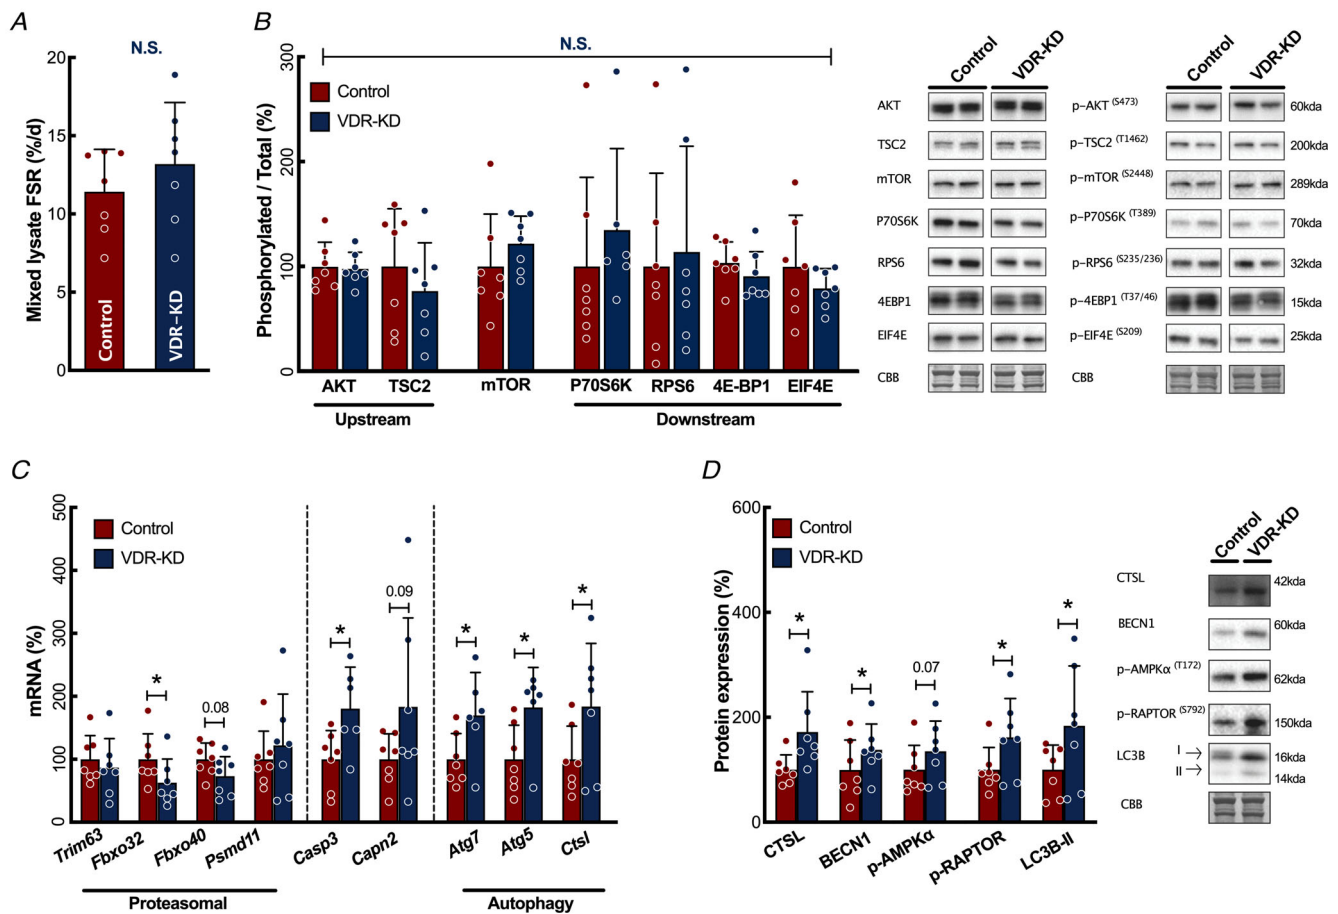 A
N.S.
Mixed lysate FSR (%/d)
20
15
10
5
0
Control
VDR-KD
B
N.S.
Phosphorylated / Total (%)
300
200
100
0
Control
VDR-KD
AKT TSC2 mTOR P70S6K RPS6 4E-BP1 EIF4E
Upstream Downstream
Control VDR-KD Control VDR-KD
AKT p-AKT (S473) 60kda
TSC2 p-TSC2 (T1462) 200kda
mTOR p-mTOR (S2448) 289kda
P70S6K p-P70S6K (T389) 70kda
RPS6 p-RPS6 (S235/236) 32kda
4EBP1 p-4EBP1 (T37/46) 15kda
EIF4E p-EIF4E (S209) 25kda
CBB CBB
C
mRNA (%)
500
400
300
200
100
0
Control
VDR-KD
* 0.08 * 0.09 * * *
Trim63 Fbxo32 Fbxo40 Psmd11 Casp3 Capn2 Atg7 Atg5 Ctsl
Proteasomal Autophagy
D
Protein expression (%)
600
400
200
0
Control
VDR-KD
* * 0.07 * *
CTSL BECN1 p-AMPKα p-RAPTOR LC3B-II
Control VDR-KD
CTSL 42kda
BECN1 60kda
p-AMPKα (T172) 62kda
p-RAPTOR (S792) 150kda
LC3B I 16kda
II 14kda
CBB